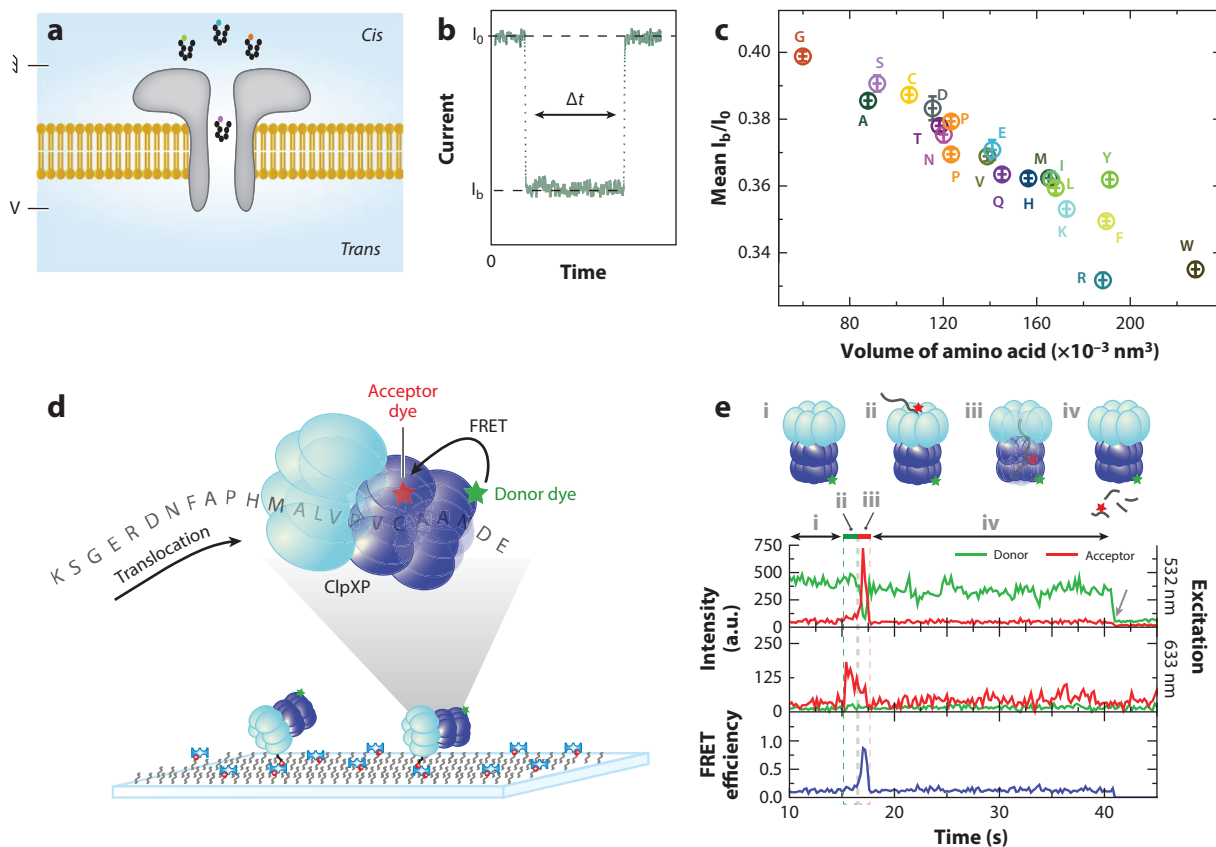 a
Cis
Trans
V
b
I0
Ib
Δt
Current
0
Time
c
Mean Ib/I0
0.40
0.38
0.36
0.34
G
S
C
D
A
P
T
N
P
E
V
Q
M
I
H
L
K
Y
F
R
W
80
120
160
200
Volume of amino acid (×10–3 nm3)
d
Acceptor
dye
FRET
Donor dye
KSGERDNFAPHMALVPVCAANDE
Translocation
ClpXP
e
i
ii
iii
iv
ii
iii
i
iv
Donor
Acceptor
750
500
250
0
Intensity
(a.u.)
532 nm
Excitation
250
125
0
633 nm
FRET
efficiency
1.0
0.5
0.0
10
20
30
40
Time (s)